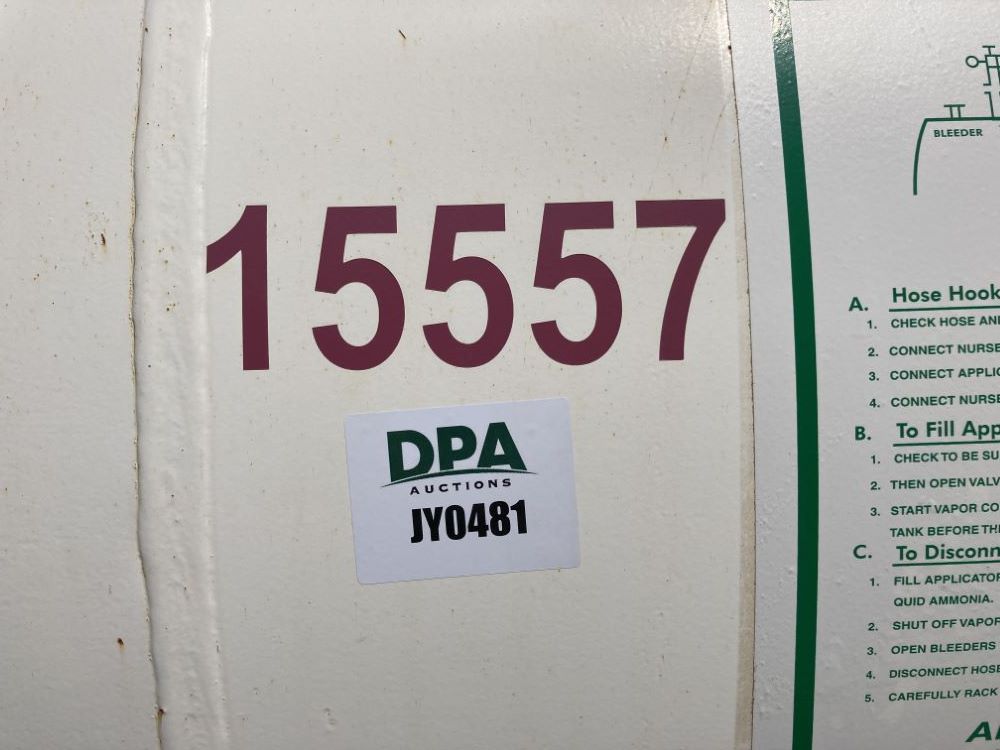 15557
DPA
AUCTIONS
JY0481
BLEEDER
A. Hose Hook
1. CHECK HOSE AN
2. CONNECT NURSE
3. CONNECT APPLIC
4. CONNECT NURSE
B. To Fill App
1. CHECK TO BE SU
2. THEN OPEN VALV
3. START VAPOR CO
TANK BEFORE TH
C. To Disconn
1. FILL APPLICATOR
QUID AMMONIA.
2. SHUT OFF VAPOR
3. OPEN BLEEDERS
4. DISCONNECT HOSE
5. CAREFULLY RACK